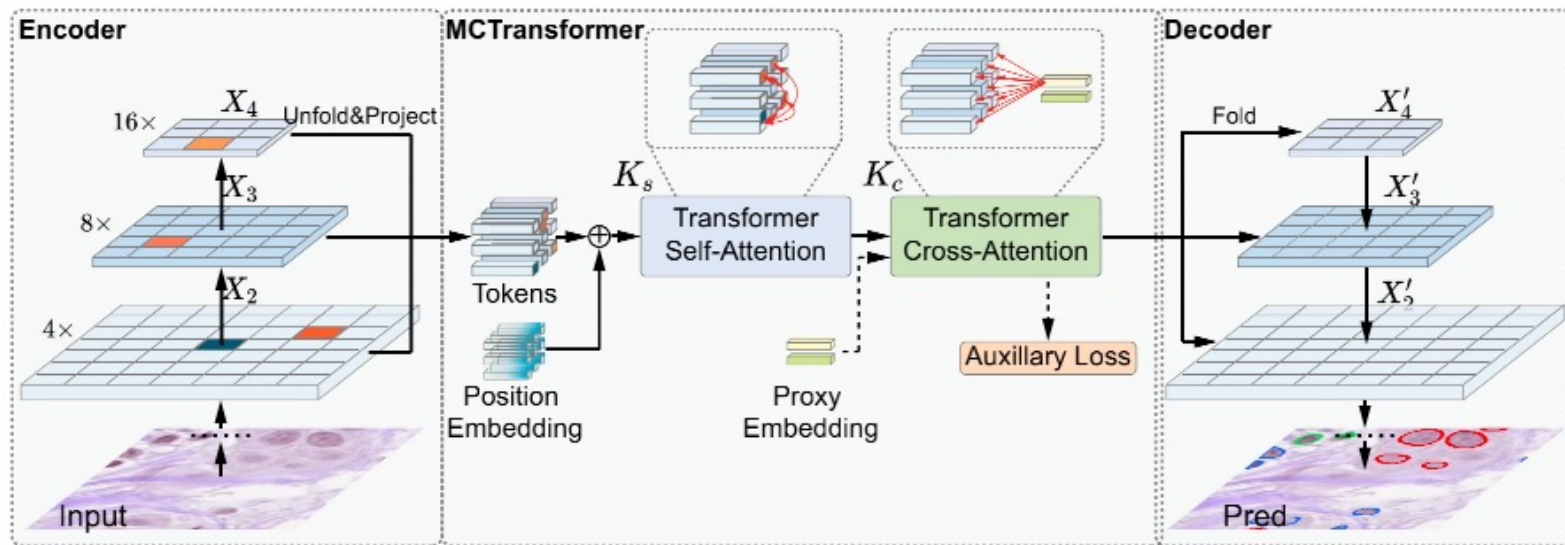 Encoder
X₄
16×
Unfold&Project
X₃
8×
X₂
4×
Input
MCTransformer
Tokens
Position
Embedding
Kₛ
Transformer
Self-Attention
K꜀
Transformer
Cross-Attention
Proxy
Embedding
Auxillary Loss
Decoder
Fold
X′₄
X′₃
X′₂
Pred